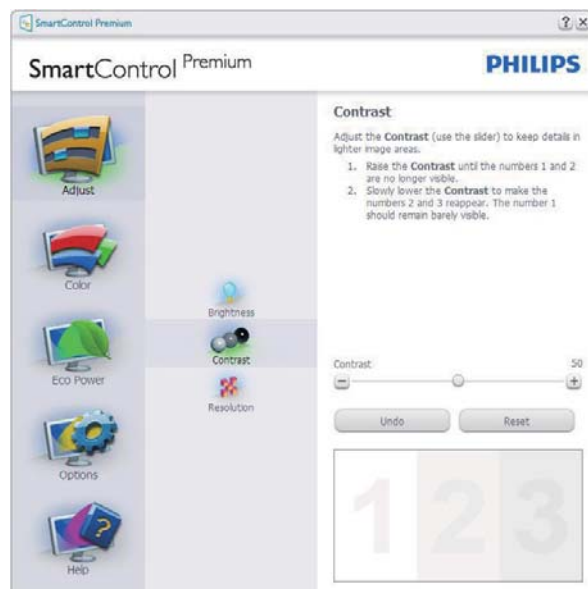 SmartControl Premium
SmartControl Premium
PHILIPS
Adjust
Color
Eco Power
Options
Help
Brightness
Contrast
Resolution
Contrast
Adjust the Contrast (use the slider) to keep details in
lighter image areas.
1. Raise the Contrast until the numbers 1 and 2
are no longer visible.
2. Slowly lower the Contrast to make the
numbers 2 and 3 reappear. The number 1
should remain barely visible.
Contrast 50
Undo Reset
1 2 3